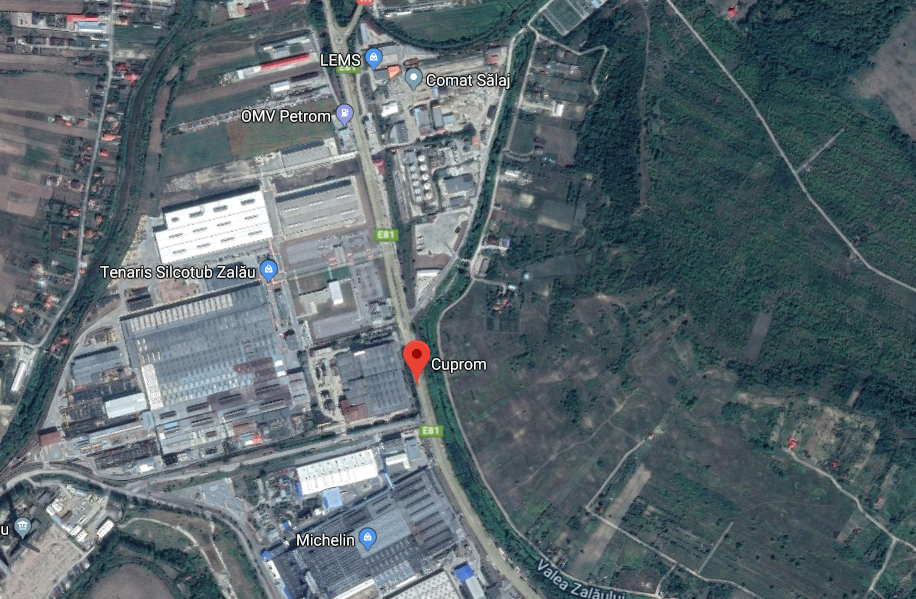 LEMS
Comat Sălaj
OMV Petrom
E81
Tenaris Silcotub Zalău
Cuprom
E81
Michelin
u
Valea Zalăului